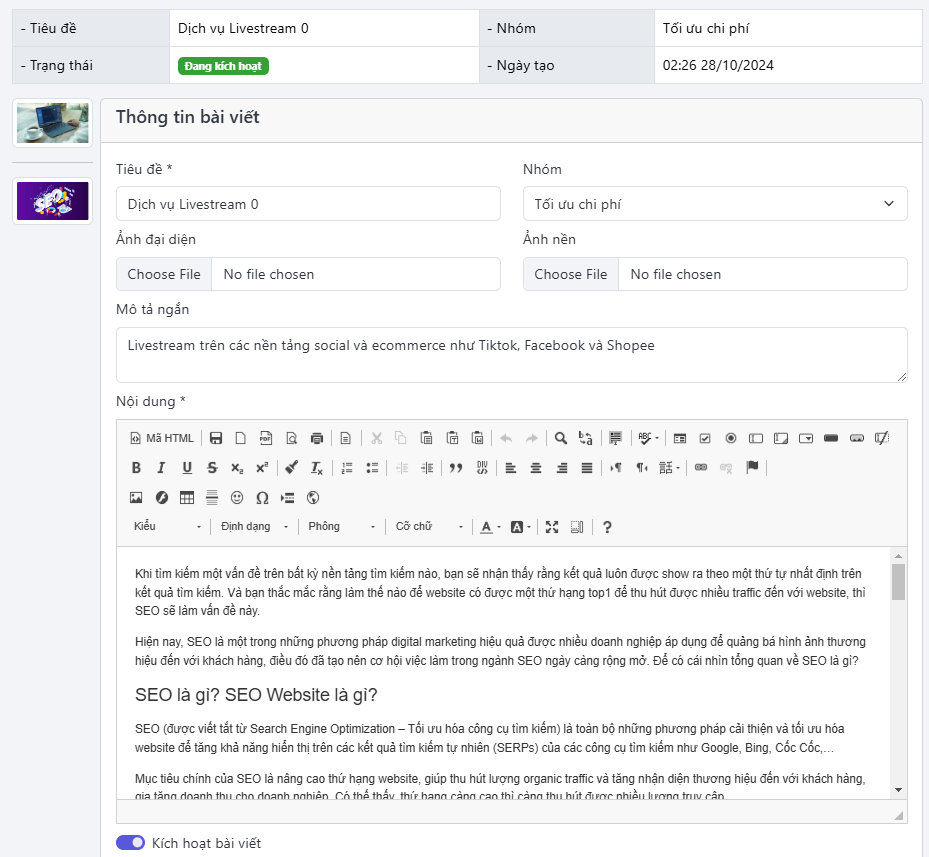 - Tiêu đề
Dịch vụ Livestream 0
- Nhóm
Tối ưu chi phí
- Trạng thái
Đang kích hoạt
- Ngày tạo
02:26 28/10/2024
SEO
Thông tin bài viết
Tiêu đề *
Nhóm
Dịch vụ Livestream 0
Tối ưu chi phí
Ảnh đại diện
Ảnh nền
Choose File No file chosen
Choose File No file chosen
Mô tả ngắn
Livestream trên các nền tảng social và ecommerce như Tiktok, Facebook và Shopee
Nội dung *
Mã HTML
Kiểu
Định dạng
Phông
Cỡ chữ
Khi tìm kiếm một vấn đề trên bất kỳ nền tảng tìm kiếm nào, bạn sẽ nhận thấy rằng kết quả luôn được show ra theo một thứ tự nhất định trên
kết quả tìm kiếm. Và bạn thắc mắc rằng làm thế nào để website có được một thứ hạng top1 để thu hút được nhiều traffic đến với website, thì
SEO sẽ làm vấn đề này.
Hiện nay, SEO là một trong những phương pháp digital marketing hiệu quả được nhiều doanh nghiệp áp dụng để quảng bá hình ảnh thương
hiệu đến với khách hàng, điều đó đã tạo nên cơ hội việc làm trong ngành SEO ngày càng rộng mở. Để có cái nhìn tổng quan về SEO là gì?
SEO là gì? SEO Website là gì?
SEO (được viết tắt từ Search Engine Optimization – Tối ưu hóa công cụ tìm kiếm) là toàn bộ những phương pháp cải thiện và tối ưu hóa
website để tăng khả năng hiển thị trên các kết quả tìm kiếm tự nhiên (SERPs) của các công cụ tìm kiếm như Google, Bing, Cốc Cốc,…
Mục tiêu chính của SEO là nâng cao thứ hạng website, giúp thu hút lượng organic traffic và tăng nhận diện thương hiệu đến với khách hàng,
gia tăng doanh thu cho doanh nghiệp. Có thể thấy, thứ hạng càng cao thì càng thu hút được nhiều lượng truy cập
Kích hoạt bài viết